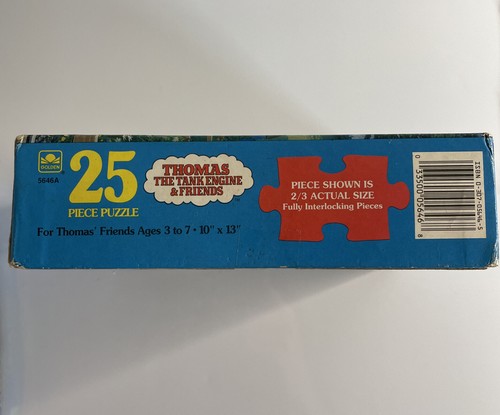 GOLDEN
5646A
25
PIECE PUZZLE
THOMAS
THE TANK ENGINE
& FRIENDS
For Thomas' Friends Ages 3 to 7 • 10" x 13"
PIECE SHOWN IS
2/3 ACTUAL SIZE
Fully Interlocking Pieces
0 33500 05646 8
ISBN 0-307-05646-5